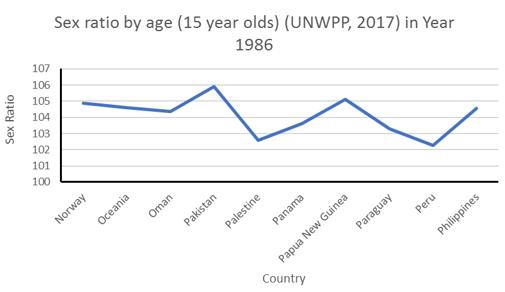 Sex ratio by age (15 year olds) (UNWPP, 2017) in Year
1986
Sex Ratio
107
106
105
104
103
102
101
100
Norway
Oceania
Oman
Pakistan
Palestine
Panama
Papua New Guinea
Paraguay
Peru
Philippines
Country